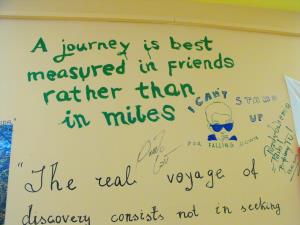 A journey is best
measured in friends
rather than
in miles
I CAN'T STAND
UP
FOR FALLING DOWN
"The real voyage of
discovery consists not in seeking